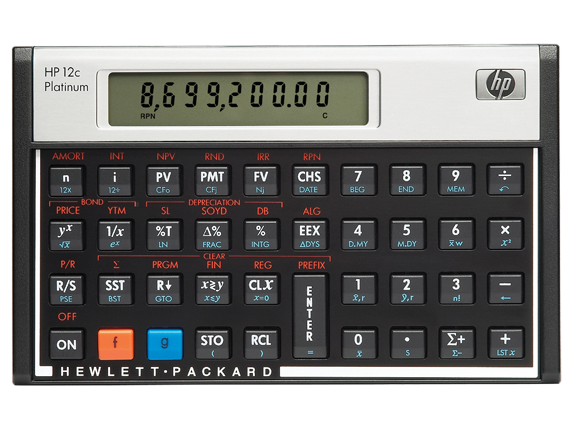 HP 12c
Platinum
8,699,200.00
RPN C
hp
AMORT INT NPV RND IRR RPN
n i PV PMT FV CHS 7 8 9 ÷
12x 12÷ CFo CFj Nj DATE BEG END MEM
BOND DEPRECIATION
PRICE YTM SL SOYD DB ALG
yˣ 1/x %T Δ% % EEX 4 5 6 ×
√x eˣ LN FRAC INTG ΔDYS D.MY M.DY x̄w x²
CLEAR
P/R Σ PRGM FIN REG PREFIX
R/S SST R↓ x≷y CLx ENTER 1 2 3 −
PSE BST GTO x≤y x=0 = x̂,r ŷ,r n! ←
OFF
ON f g STO RCL 0 • Σ+ +
( ) x̄ S Σ− LST x
HEWLETT·PACKARD